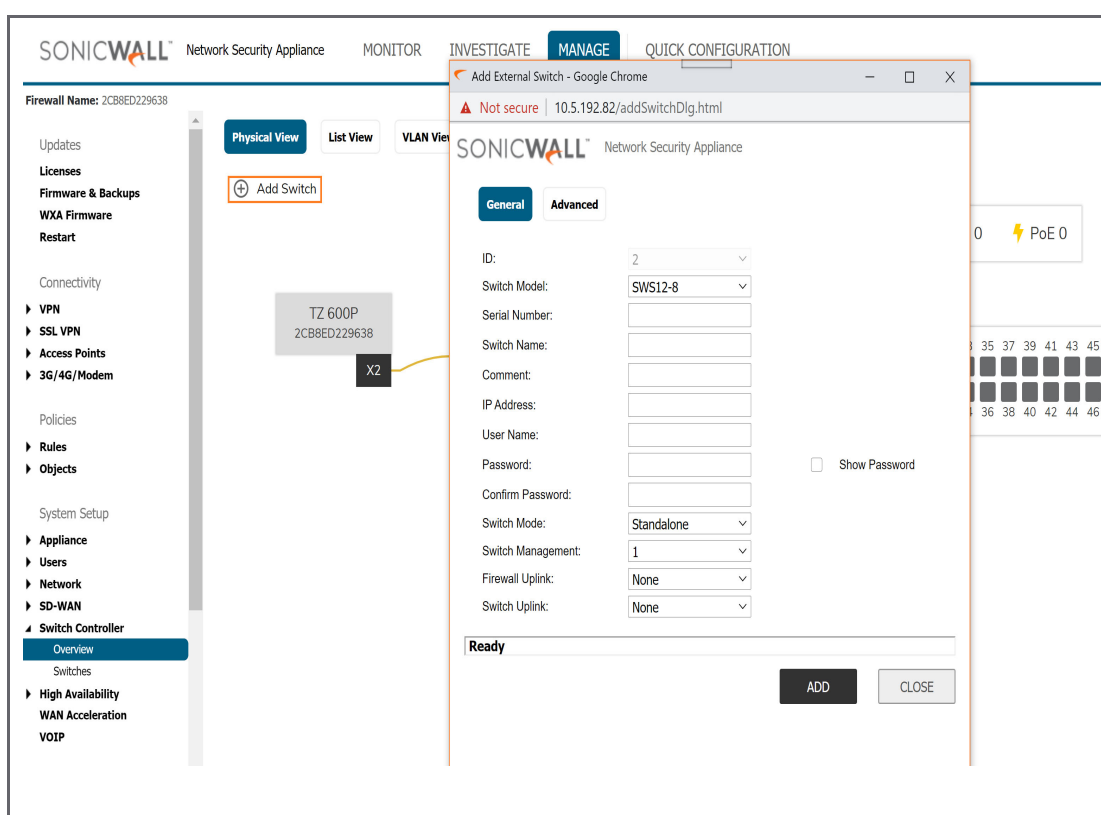 SONICWALL Network Security Appliance MONITOR INVESTIGATE MANAGE QUICK CONFIGURATION
Firewall Name: 2CB8ED229638
Updates
Licenses
Firmware & Backups
WXA Firmware
Restart
Connectivity
VPN
SSL VPN
Access Points
3G/4G/Modem
Policies
Rules
Objects
System Setup
Appliance
Users
Network
SD-WAN
Switch Controller
Overview
Switches
High Availability
WAN Acceleration
VOIP
Physical View List View VLAN View
Add Switch
TZ 600P
2CB8ED229638
X2
Add External Switch - Google Chrome
Not secure 10.5.192.82/addSwitchDlg.html
SONICWALL Network Security Appliance
General Advanced
ID: 2
Switch Model: SWS12-8
Serial Number:
Switch Name:
Comment:
IP Address:
User Name:
Password: Show Password
Confirm Password:
Switch Mode: Standalone
Switch Management: 1
Firewall Uplink: None
Switch Uplink: None
Ready
ADD CLOSE
0 PoE 0
35 37 39 41 43 45
36 38 40 42 44 46